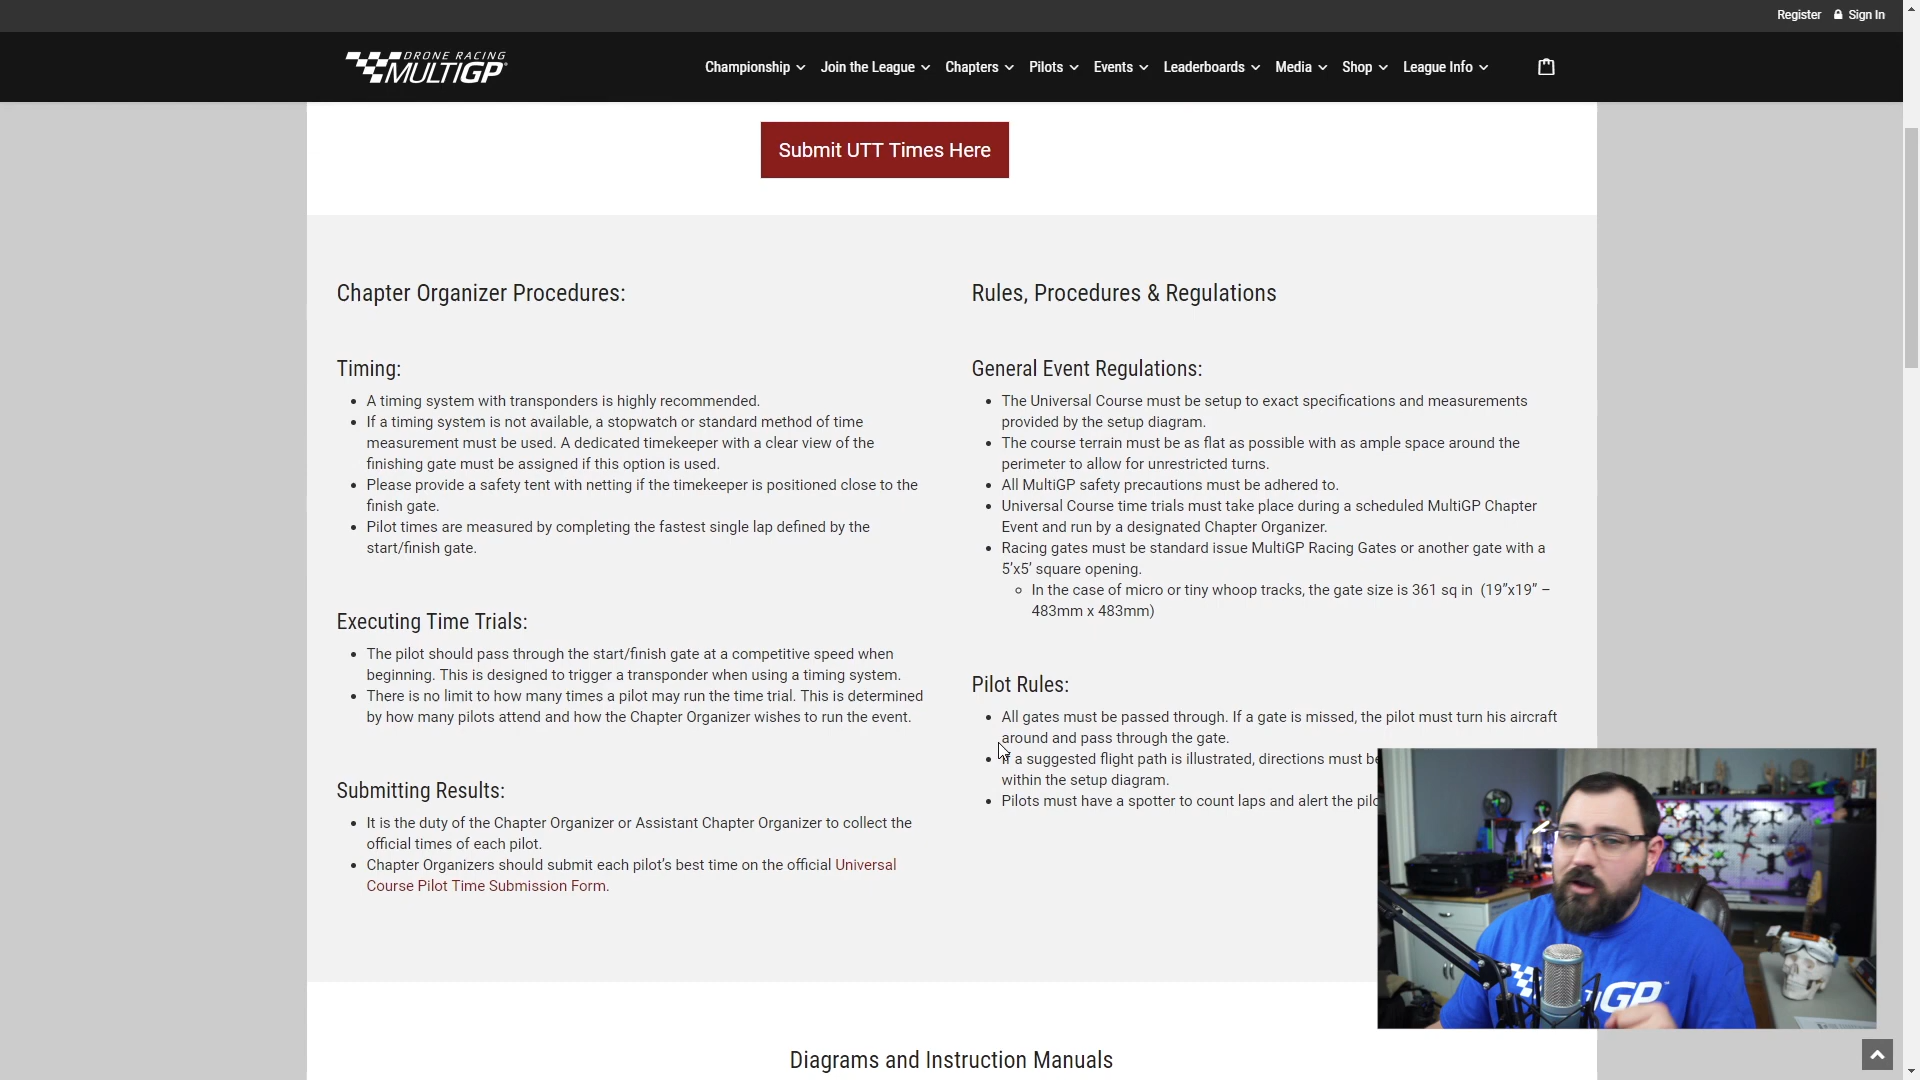 Register Sign In
DRONE RACING
MULTIGP
Championship Join the League Chapters Pilots Events Leaderboards Media Shop League Info
Submit UTT Times Here
Chapter Organizer Procedures:
Timing:
• A timing system with transponders is highly recommended.
• If a timing system is not available, a stopwatch or standard method of time
measurement must be used. A dedicated timekeeper with a clear view of the
finishing gate must be assigned if this option is used.
• Please provide a safety tent with netting if the timekeeper is positioned close to the
finish gate.
• Pilot times are measured by completing the fastest single lap defined by the
start/finish gate.
Executing Time Trials:
• The pilot should pass through the start/finish gate at a competitive speed when
beginning. This is designed to trigger a transponder when using a timing system.
• There is no limit to how many times a pilot may run the time trial. This is determined
by how many pilots attend and how the Chapter Organizer wishes to run the event.
Submitting Results:
• It is the duty of the Chapter Organizer or Assistant Chapter Organizer to collect the
official times of each pilot.
• Chapter Organizers should submit each pilot's best time on the official Universal
Course Pilot Time Submission Form.
Rules, Procedures & Regulations
General Event Regulations:
• The Universal Course must be setup to exact specifications and measurements
provided by the setup diagram.
• The course terrain must be as flat as possible with as ample space around the
perimeter to allow for unrestricted turns.
• All MultiGP safety precautions must be adhered to.
• Universal Course time trials must take place during a scheduled MultiGP Chapter
Event and run by a designated Chapter Organizer.
• Racing gates must be standard issue MultiGP Racing Gates or another gate with a
5'x5' square opening.
○ In the case of micro or tiny whoop tracks, the gate size is 361 sq in (19”x19” –
483mm x 483mm)
Pilot Rules:
• All gates must be passed through. If a gate is missed, the pilot must turn his aircraft
around and pass through the gate.
• If a suggested flight path is illustrated, directions must be
within the setup diagram.
• Pilots must have a spotter to count laps and alert the
GP
Diagrams and Instruction Manuals